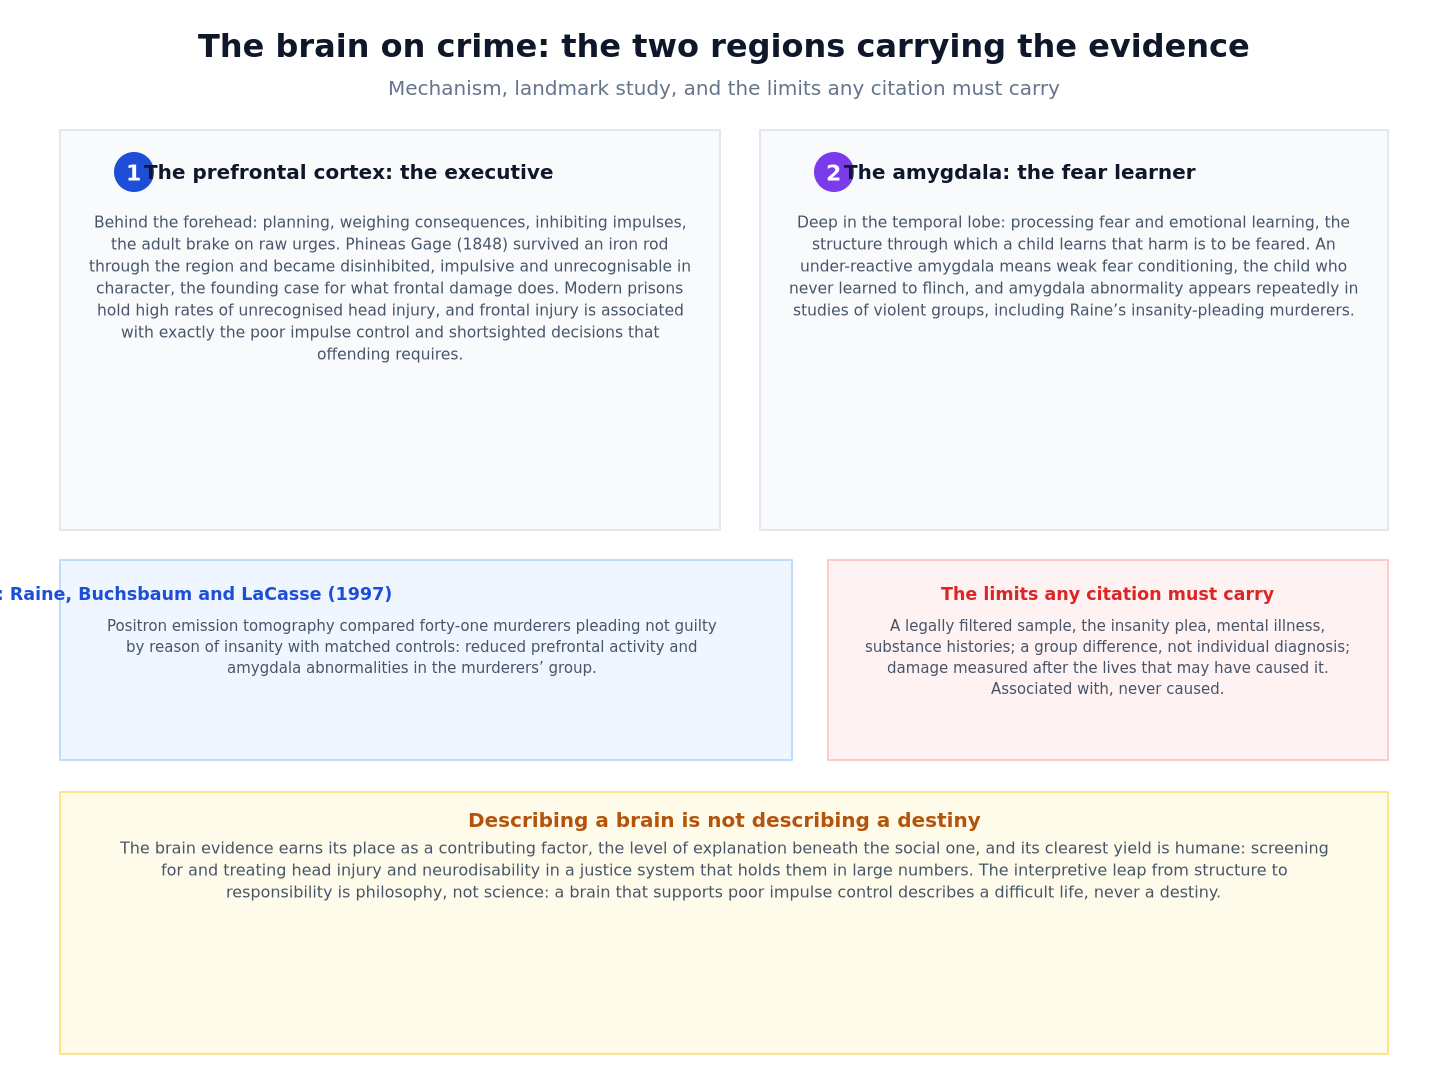 The brain on crime: the two regions carrying the evidence
Mechanism, landmark study, and the limits any citation must carry
1 The prefrontal cortex: the executive
Behind the forehead: planning, weighing consequences, inhibiting impulses,
the adult brake on raw urges. Phineas Gage (1848) survived an iron rod
through the region and became disinhibited, impulsive and unrecognisable in
character, the founding case for what frontal damage does. Modern prisons
hold high rates of unrecognised head injury, and frontal injury is associated
with exactly the poor impulse control and shortsighted decisions that
offending requires.
2 The amygdala: the fear learner
Deep in the temporal lobe: processing fear and emotional learning, the
structure through which a child learns that harm is to be feared. An
under-reactive amygdala means weak fear conditioning, the child who
never learned to flinch, and amygdala abnormality appears repeatedly in
studies of violent groups, including Raine’s insanity-pleading murderers.
: Raine, Buchsbaum and LaCasse (1997)
Positron emission tomography compared forty-one murderers pleading not guilty
by reason of insanity with matched controls: reduced prefrontal activity and
amygdala abnormalities in the murderers’ group.
The limits any citation must carry
A legally filtered sample, the insanity plea, mental illness,
substance histories; a group difference, not individual diagnosis;
damage measured after the lives that may have caused it.
Associated with, never caused.
Describing a brain is not describing a destiny
The brain evidence earns its place as a contributing factor, the level of explanation beneath the social one, and its clearest yield is humane: screening
for and treating head injury and neurodisability in a justice system that holds them in large numbers. The interpretive leap from structure to
responsibility is philosophy, not science: a brain that supports poor impulse control describes a difficult life, never a destiny.